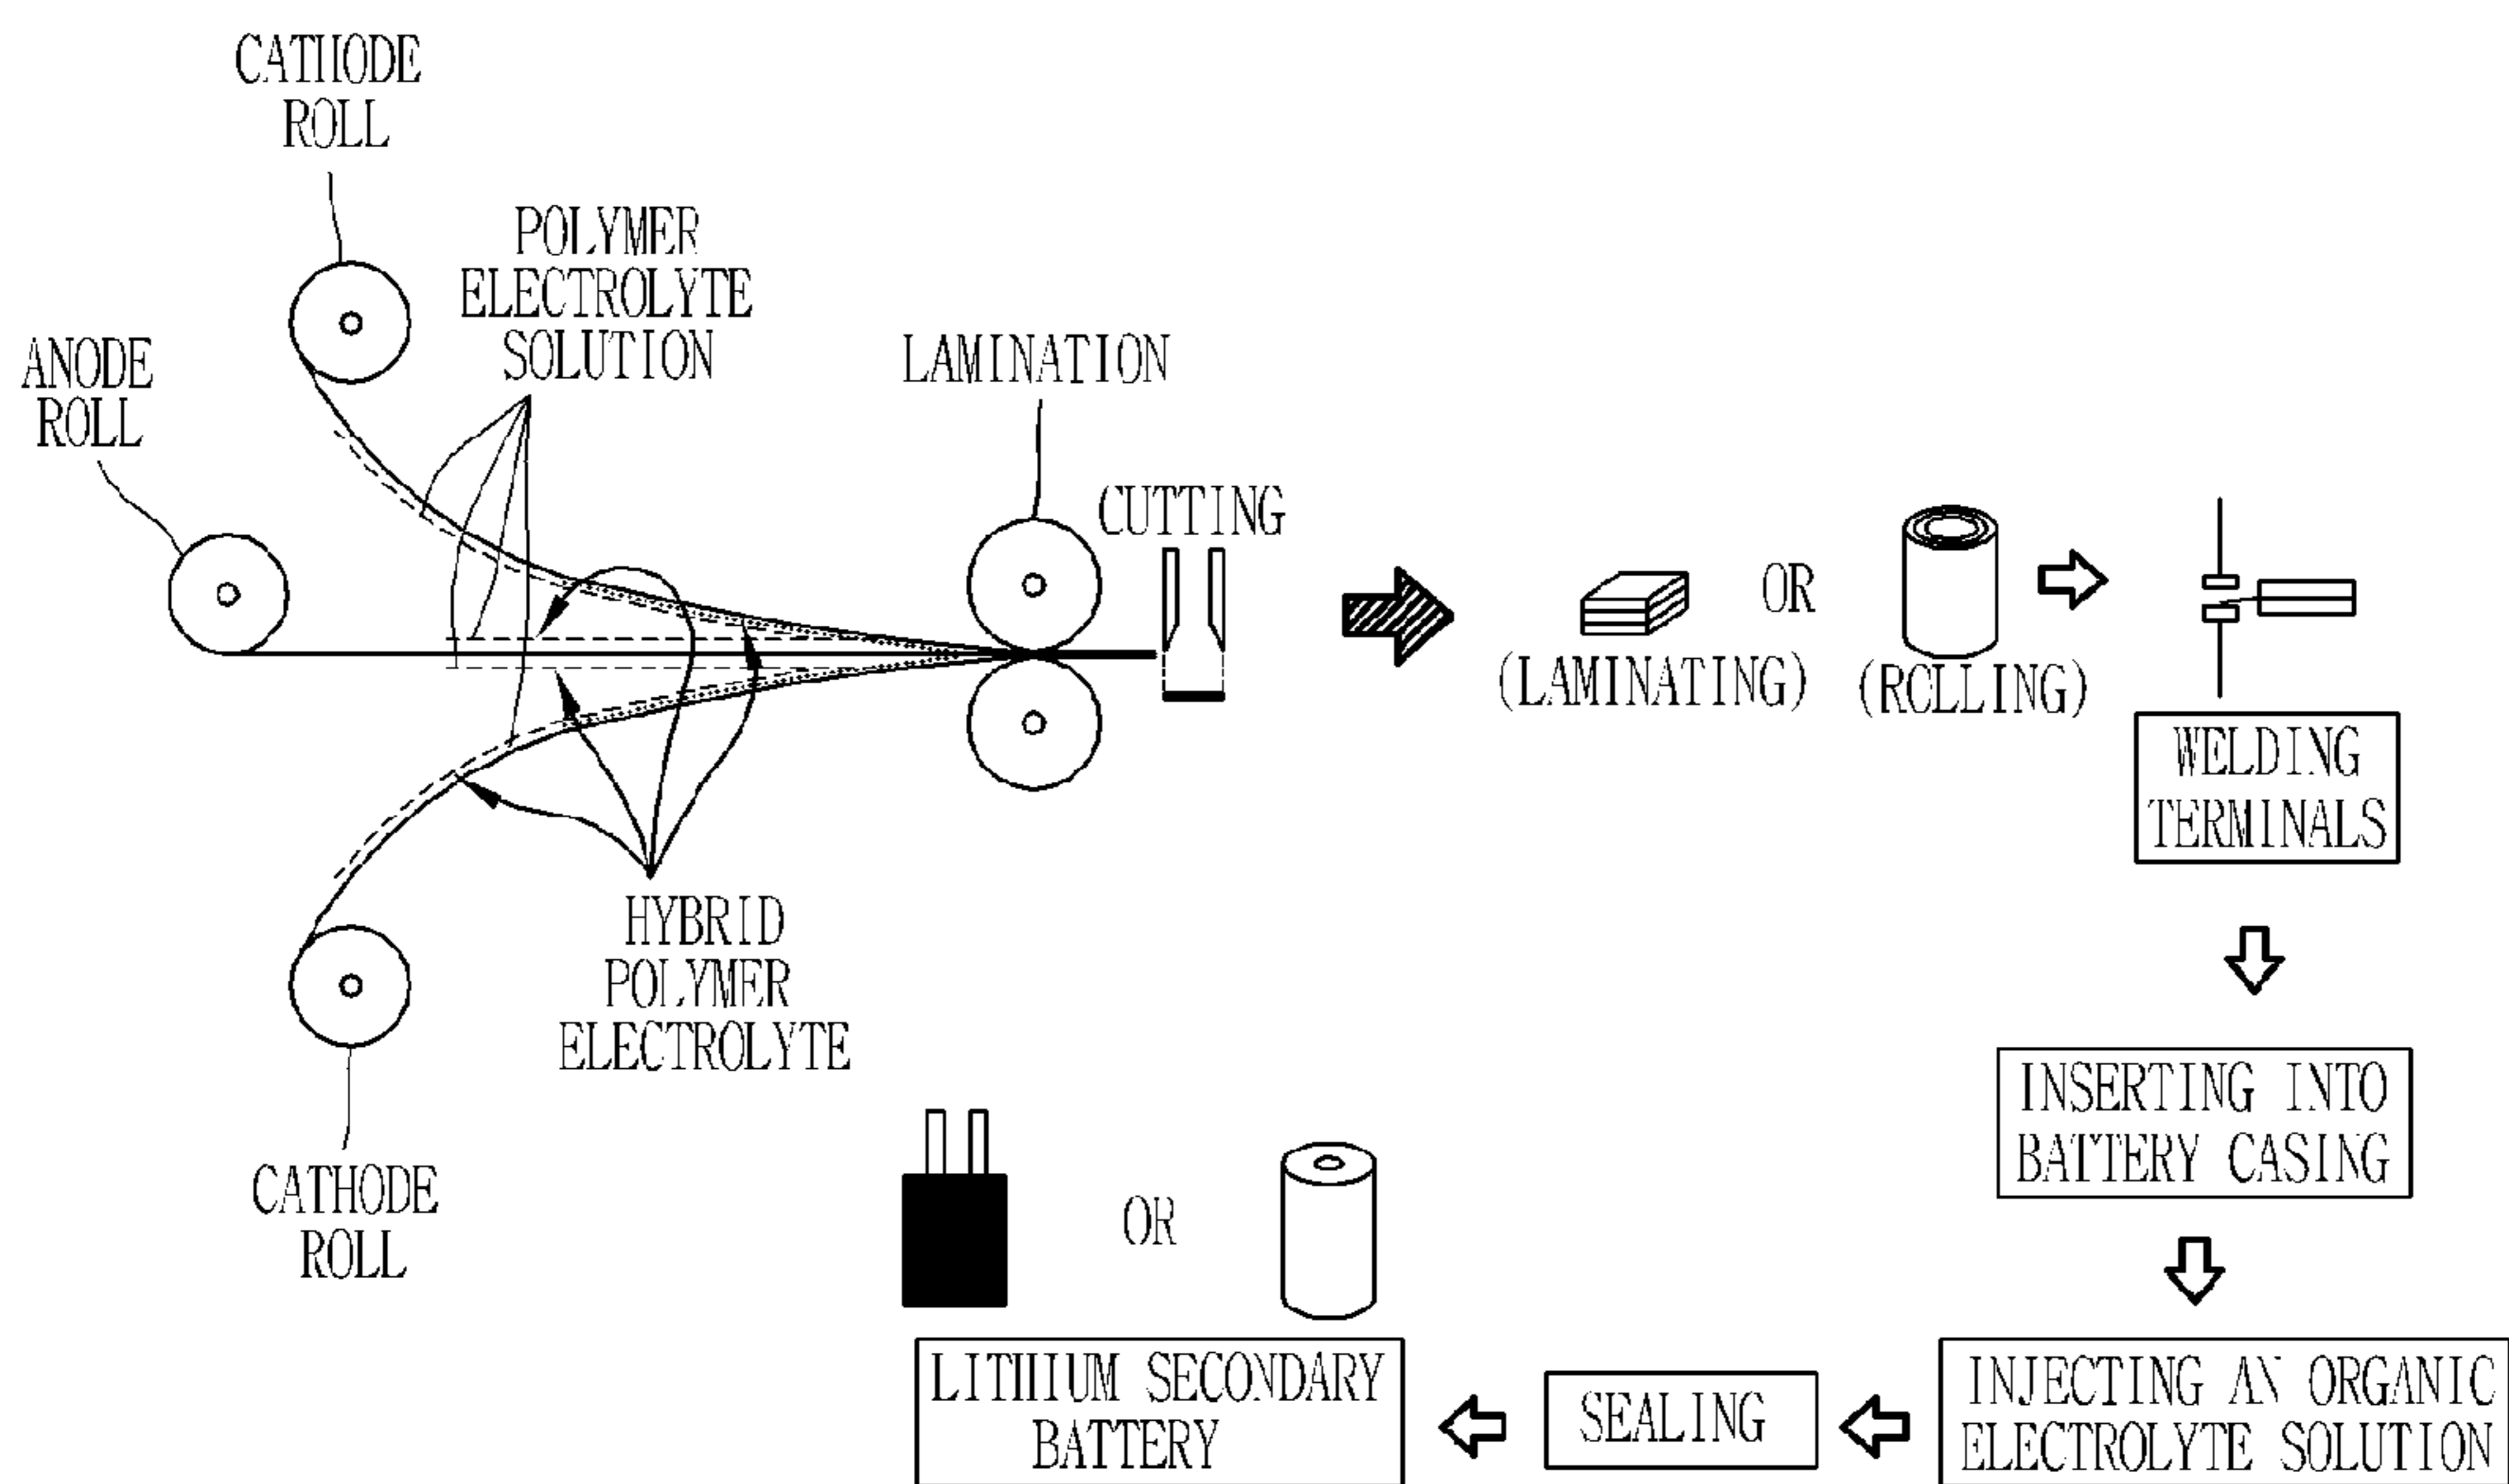 CATHODE
ROLL
POLYMER
ELECTROLYTE
SOLUTION
ANODE
ROLL
LAMINATION
CUTTING
OR
(LAMINATING)
(ROLLING)
WELDING
TERMINALS
HYBRID
POLYMER
ELECTROLYTE
CATHODE
ROLL
INSERTING INTO
BATTERY CASING
OR
INJECTING AN ORGANIC
ELECTROLYTE SOLUTION
SEALING
LITHIUM SECONDARY
BATTERY